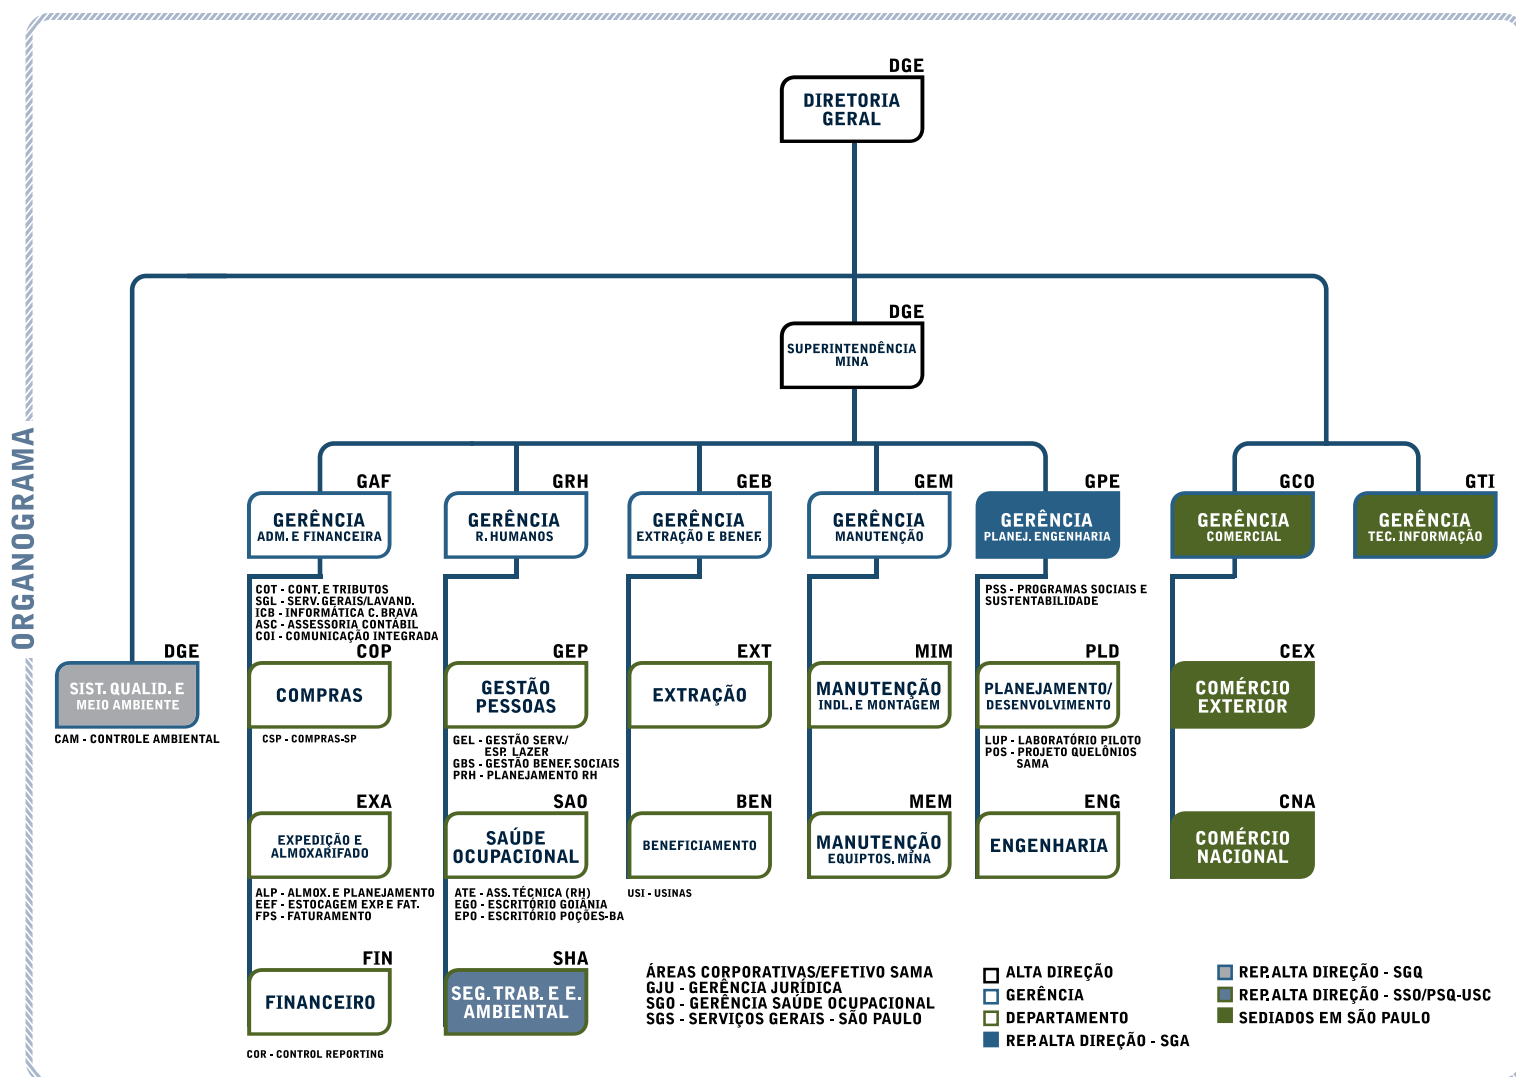 ORGANOGRAMA
DGE
DIRETORIA
GERAL
DGE
SUPERINTENDÊNCIA
MINA
GAF
GERÊNCIA
ADM. E FINANCEIRA
GRH
GERÊNCIA
R. HUMANOS
GEB
GERÊNCIA
EXTRAÇÃO E BENEF.
GEM
GERÊNCIA
MANUTENÇÃO
GPE
GERÊNCIA
PLANEJ. ENGENHARIA
GCO
GERÊNCIA
COMERCIAL
GTI
GERÊNCIA
TEC. INFORMAÇÃO
COT - CONT. E TRIBUTOS
SGL - SERV. GERAIS/LAVAND.
ICB - INFORMÁTICA C. BRAVA
ASC - ASSESSORIA CONTÁBIL
COI - COMUNICAÇÃO INTEGRADA
PSS - PROGRAMAS SOCIAIS E
SUSTENTABILIDADE
DGE
SIST. QUALID. E
MEIO AMBIENTE
CAM - CONTROLE AMBIENTAL
COP
COMPRAS
CSP - COMPRAS-SP
GEP
GESTÃO
PESSOAS
GEL - GESTÃO SERV./
ESP. LAZER
GBS - GESTÃO BENEF. SOCIAIS
PRH - PLANEJAMENTO RH
EXT
EXTRAÇÃO
MIM
MANUTENÇÃO
INDL. E MONTAGEM
PLD
PLANEJAMENTO/
DESENVOLVIMENTO
LUP - LABORATÓRIO PILOTO
POS - PROJETO QUELÔNIOS
SAMA
CEX
COMÉRCIO
EXTERIOR
EXA
EXPEDIÇÃO E
ALMOXARIFADO
ALP - ALMOX. E PLANEJAMENTO
EEF - ESTOCAGEM EXP. E FAT.
FPS - FATURAMENTO
SAO
SAÚDE
OCUPACIONAL
ATE - ASS. TÉCNICA (RH)
EGO - ESCRITÓRIO GOIÂNIA
EPO - ESCRITÓRIO POÇÕES-BA
BEN
BENEFICIAMENTO
USI - USINAS
MEM
MANUTENÇÃO
EQUIPTOS. MINA
ENG
ENGENHARIA
CNA
COMÉRCIO
NACIONAL
FIN
FINANCEIRO
COR - CONTROL REPORTING
SHA
SEG. TRAB. E E.
AMBIENTAL
ÁREAS CORPORATIVAS/EFETIVO SAMA
GJU - GERÊNCIA JURÍDICA
SGO - GERÊNCIA SAÚDE OCUPACIONAL
SGS - SERVIÇOS GERAIS - SÃO PAULO
ALTA DIREÇÃO
GERÊNCIA
DEPARTAMENTO
REP. ALTA DIREÇÃO - SGA
REP. ALTA DIREÇÃO - SGQ
REP. ALTA DIREÇÃO - SSO/PSQ-USC
SEDIADOS EM SÃO PAULO